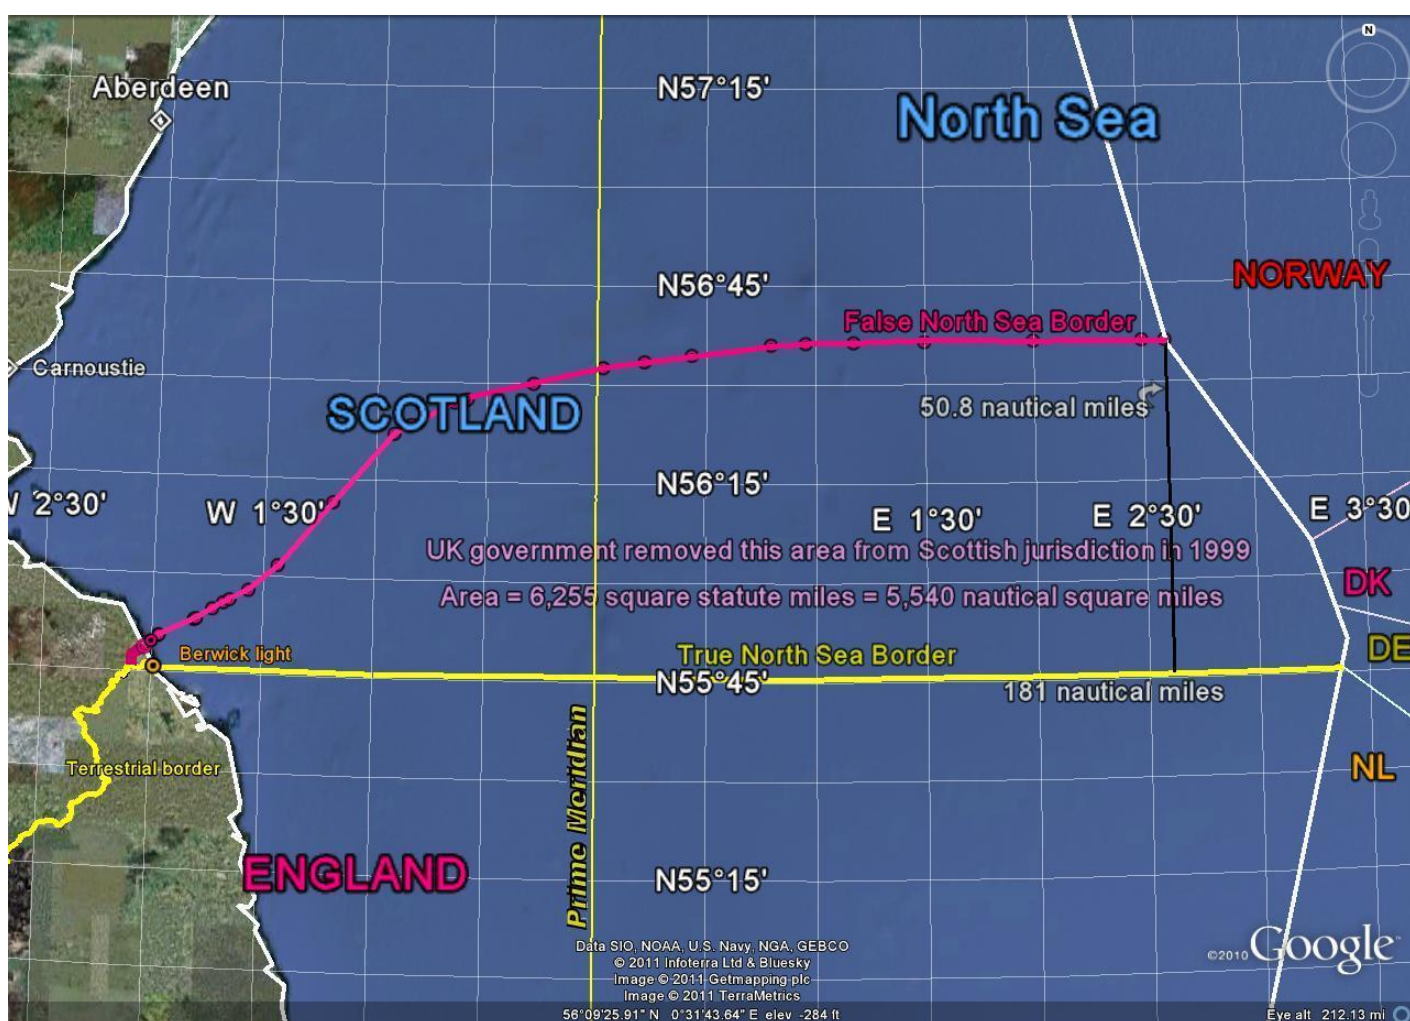 Aberdeen
N57°15'
North Sea
N
N56°45'
NORWAY
False North Sea Border
Carnoustie
SCOTLAND
50.8 nautical miles
N56°15'
2°30'
W 1°30'
E 1°30'
E 2°30'
E 3°30
UK government removed this area from Scottish jurisdiction in 1999
Area = 6,255 square statute miles = 5,540 nautical square miles
DK
Berwick light
True North Sea Border
DE
N55°45'
181 nautical miles
Terrestrial border
Prime Meridian
NL
ENGLAND
N55°15'
Data SIO, NOAA, U.S. Navy, NGA, GEBCO
© 2011 Infoterra Ltd & Bluesky
Image © 2011 Getmapping plc
Image © 2011 TerraMetrics
©2010 Google
56°09'25.91" N 0°31'43.64" E elev -284 ft
Eye alt 212.13 mi